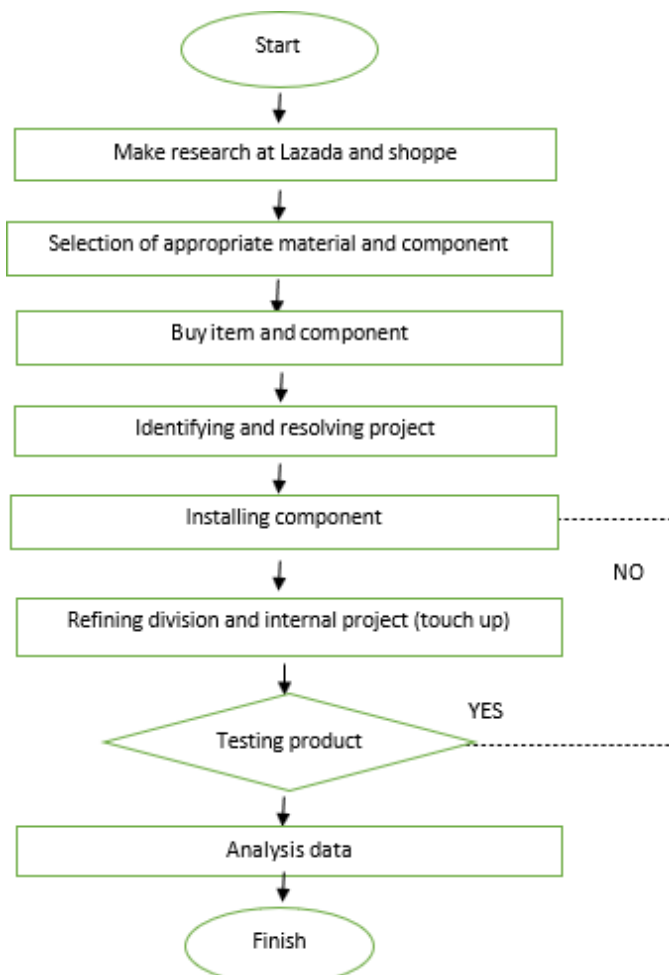 Start
Make research at Lazada and shoppe
Selection of appropriate material and component
Buy item and component
Identifying and resolving project
Installing component
NO
Refining division and internal project (touch up)
YES
Testing product
Analysis data
Finish